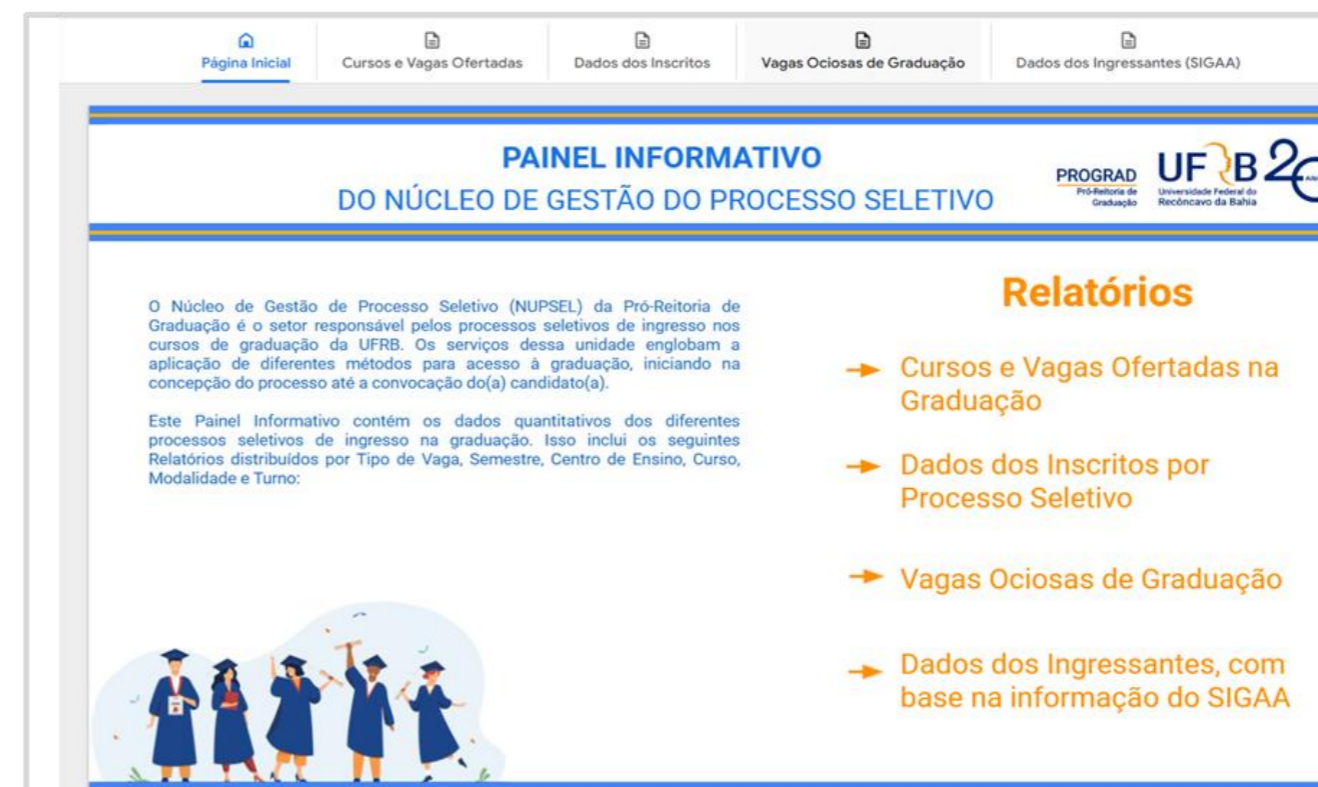 Página Inicial
Cursos e Vagas Ofertadas
Dados dos Inscritos
Vagas Ociosas de Graduação
Dados dos Ingressantes (SIGAA)
PAINEL INFORMATIVO
DO NÚCLEO DE GESTÃO DO PROCESSO SELETIVO
PROGRAD
Pró-Reitoria de
Graduação
UFRB
Universidade Federal do
Recôncavo da Bahia
20
O Núcleo de Gestão de Processo Seletivo (NUPSEL) da Pró-Reitoria de
Graduação é o setor responsável pelos processos seletivos de ingresso nos
cursos de graduação da UFRB. Os serviços dessa unidade englobam a
aplicação de diferentes métodos para acesso à graduação, iniciando na
concepção do processo até a convocação do(a) candidato(a).
Este Painel Informativo contém os dados quantitativos dos diferentes
processos seletivos de ingresso na graduação. Isso inclui os seguintes
Relatórios distribuídos por Tipo de Vaga, Semestre, Centro de Ensino, Curso,
Modalidade e Turno:
Relatórios
Cursos e Vagas Ofertadas na
Graduação
Dados dos Inscritos por
Processo Seletivo
Vagas Ociosas de Graduação
Dados dos Ingressantes, com
base na informação do SIGAA